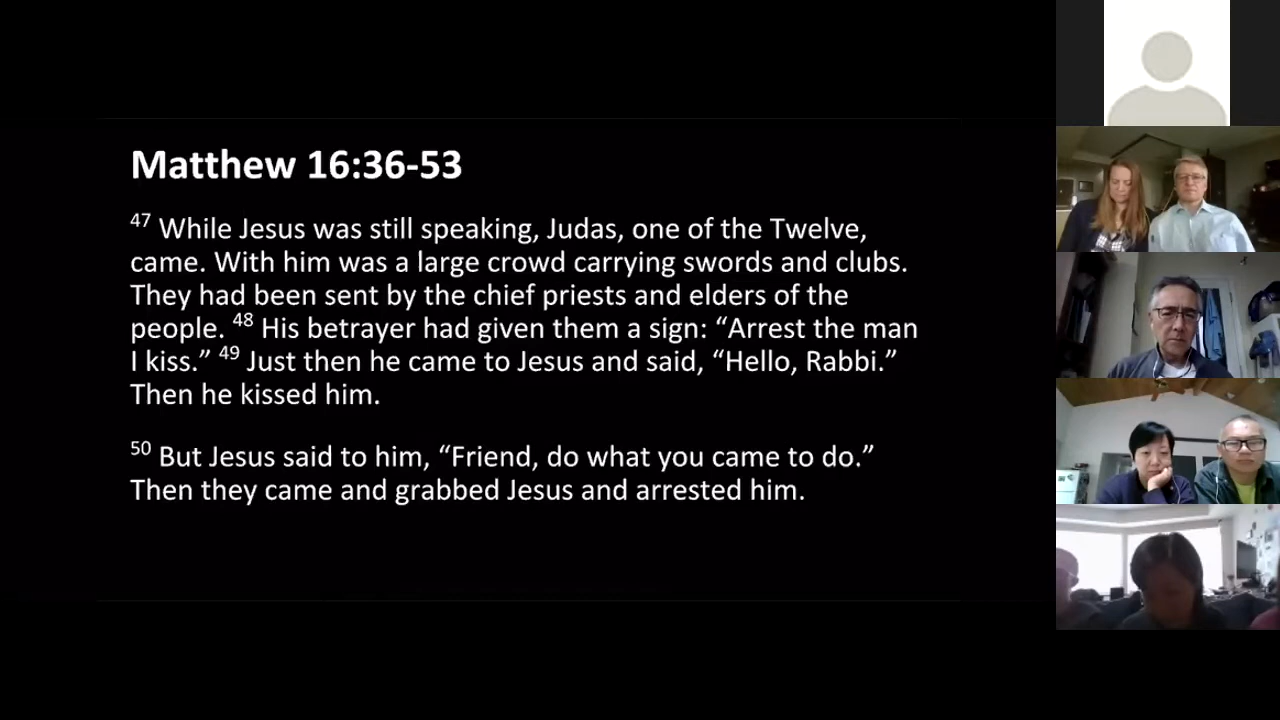 Matthew 16:36-53
47 While Jesus was still speaking, Judas, one of the Twelve,
came. With him was a large crowd carrying swords and clubs.
They had been sent by the chief priests and elders of the
people. 48 His betrayer had given them a sign: “Arrest the man
I kiss.” 49 Just then he came to Jesus and said, “Hello, Rabbi.”
Then he kissed him.
50 But Jesus said to him, “Friend, do what you came to do.”
Then they came and grabbed Jesus and arrested him.